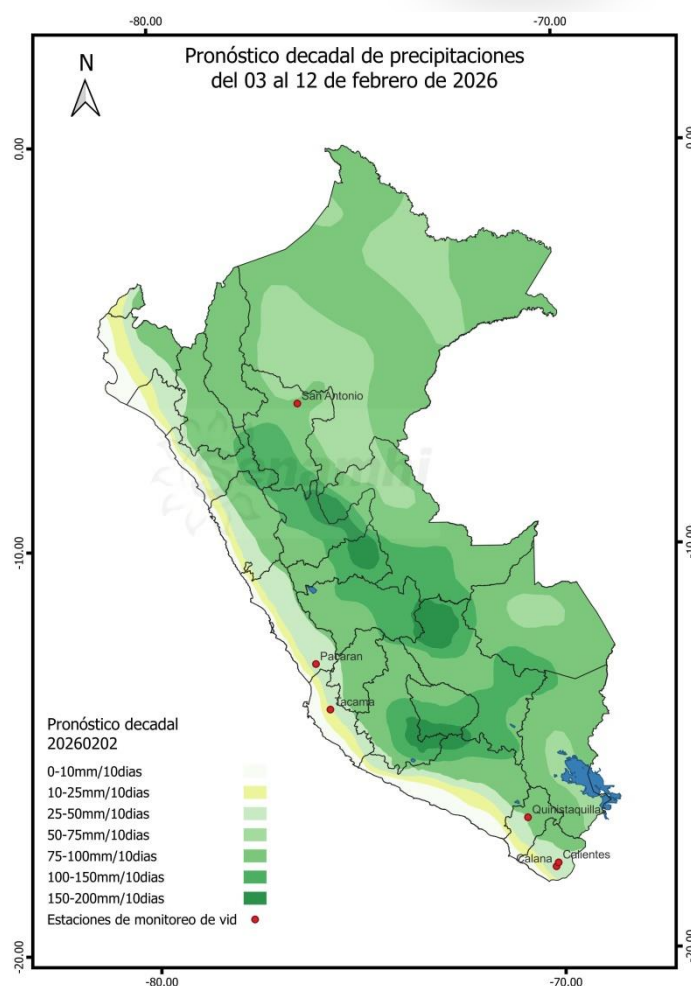 -80.00
-70.00
Pronóstico decadal de precipitaciones
del 03 al 12 de febrero de 2026
N
0.00
0.00
San Antonio
senamhi
-10.00
-10.00
Pacaran
Tacama
Pronóstico decadal
20260202
0-10mm/10dias
10-25mm/10dias
25-50mm/10dias
50-75mm/10dias
75-100mm/10dias
100-150mm/10dias
150-200mm/10dias
Estaciones de monitoreo de vid
Quinistaquillas
Calana
Calientes
-20.00
-20.00
-80.00
-70.00